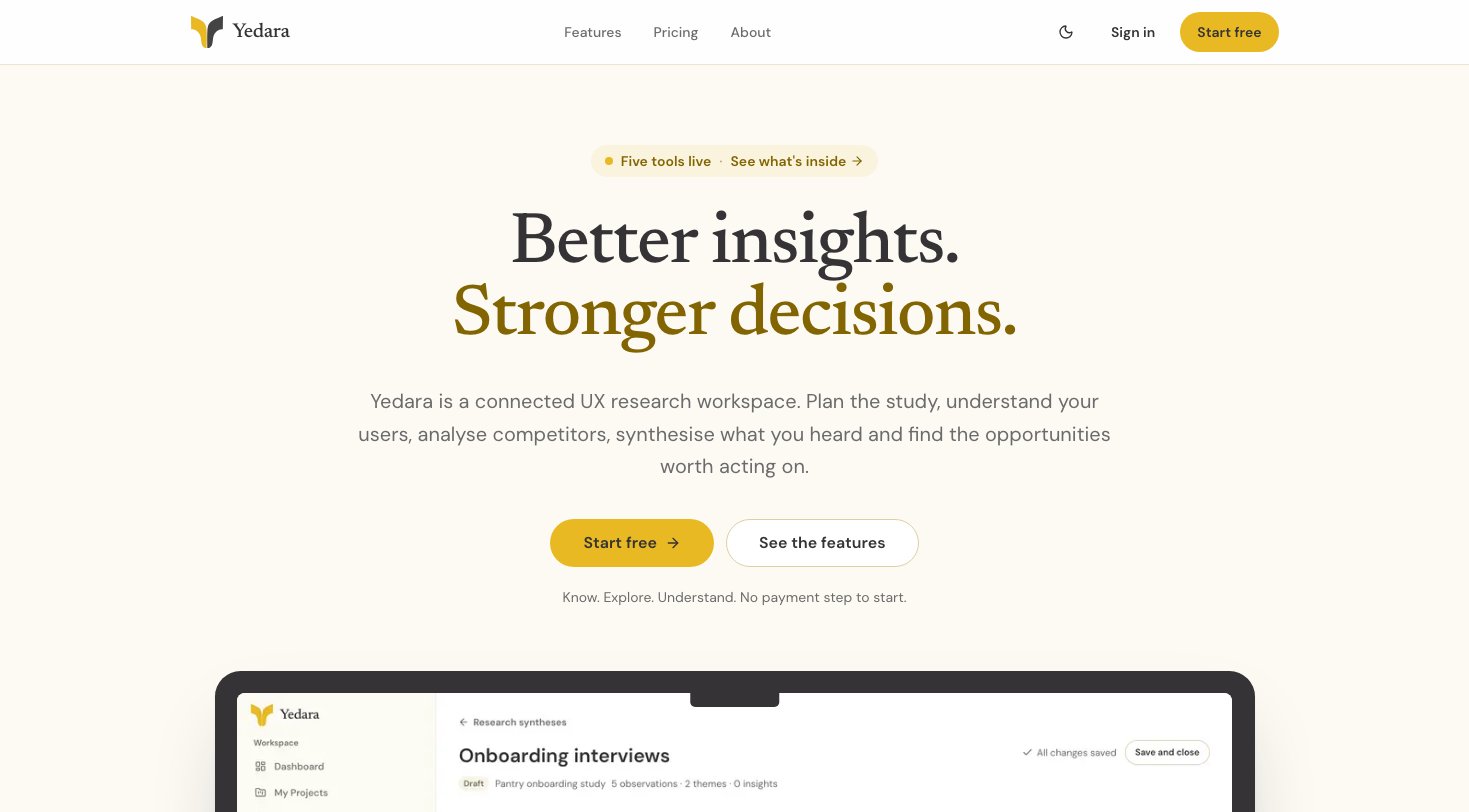 Yedara
Features
Pricing
About
Sign in
Start free
Five tools live · See what's inside →
Better insights.
Stronger decisions.
Yedara is a connected UX research workspace. Plan the study, understand your
users, analyse competitors, synthesise what you heard and find the opportunities
worth acting on.
Start free →
See the features
Know. Explore. Understand. No payment step to start.
Yedara
Workspace
Dashboard
My Projects
← Research syntheses
Onboarding interviews
All changes saved
Save and close
Draft
Pantry onboarding study 5 observations · 2 themes · 0 insights